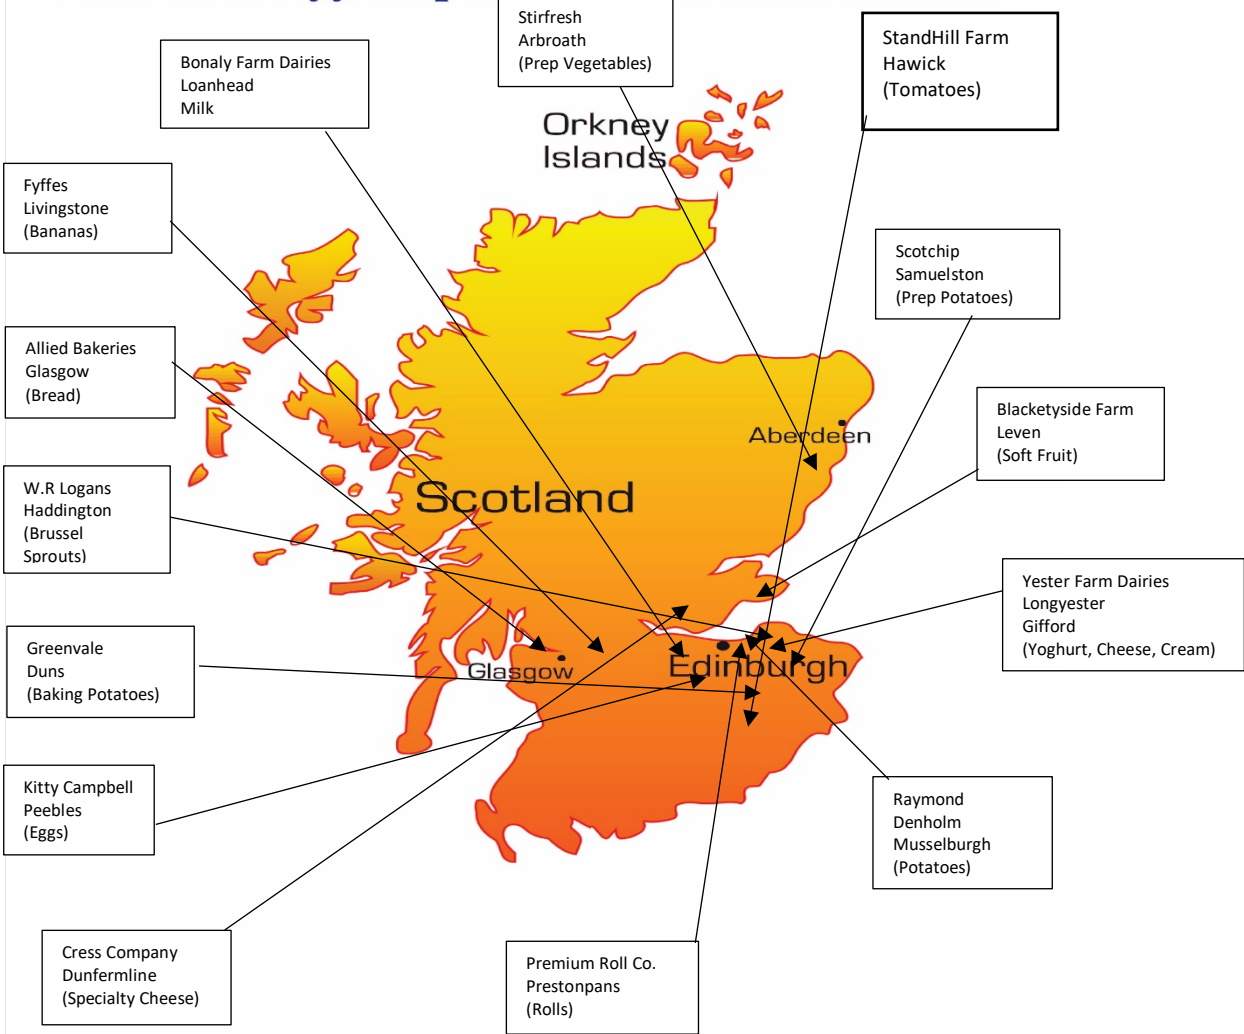 Stirfresh
Arbroath
(Prep Vegetables)
StandHill Farm
Hawick
(Tomatoes)
Bonaly Farm Dairies
Loanhead
Milk
Orkney
Islands
Fyffes
Livingstone
(Bananas)
Scotchip
Samuelston
(Prep Potatoes)
Allied Bakeries
Glasgow
(Bread)
Blacketyside Farm
Leven
(Soft Fruit)
Aberdeen
W.R Logans
Haddington
(Brussel
Sprouts)
Scotland
Yester Farm Dairies
Longyester
Gifford
(Yoghurt, Cheese, Cream)
Greenvale
Duns
(Baking Potatoes)
Glasgow
Edinburgh
Kitty Campbell
Peebles
(Eggs)
Raymond
Denholm
Musselburgh
(Potatoes)
Cress Company
Dunfermline
(Specialty Cheese)
Premium Roll Co.
Prestonpans
(Rolls)